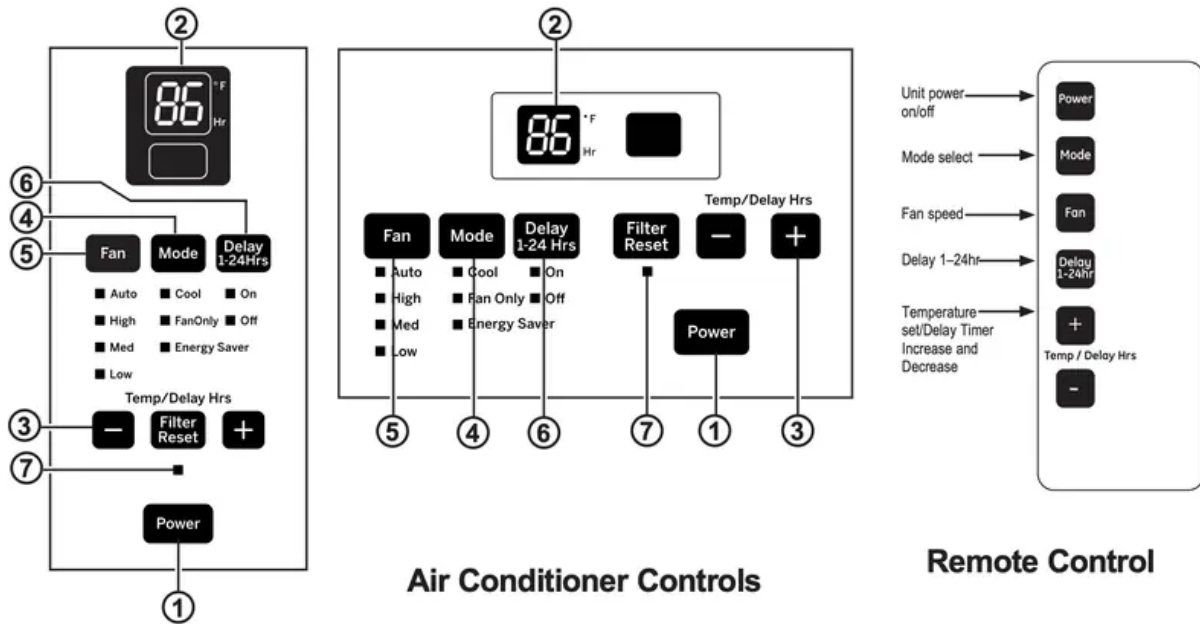 2
86 °F
Hr
6
4
5
Fan
Mode
Delay
1-24Hrs
Auto
Cool
On
High
FanOnly
Off
Med
Energy Saver
Low
Temp/Delay Hrs
3
−
Filter
Reset
+
7
Power
1
2
86 °F
Hr
Temp/Delay Hrs
Fan
Mode
Delay
1-24 Hrs
Filter
Reset
−
+
Auto
Cool
On
High
Fan Only
Off
Med
Energy Saver
Low
Power
5
4
6
7
1
3
Air Conditioner Controls
Unit power
on/off
Power
Mode select
Mode
Fan speed
Fan
Delay 1–24hr
Delay
1-24hr
Temperature
set/Delay Timer
Increase and
Decrease
+
Temp / Delay Hrs
-
Remote Control